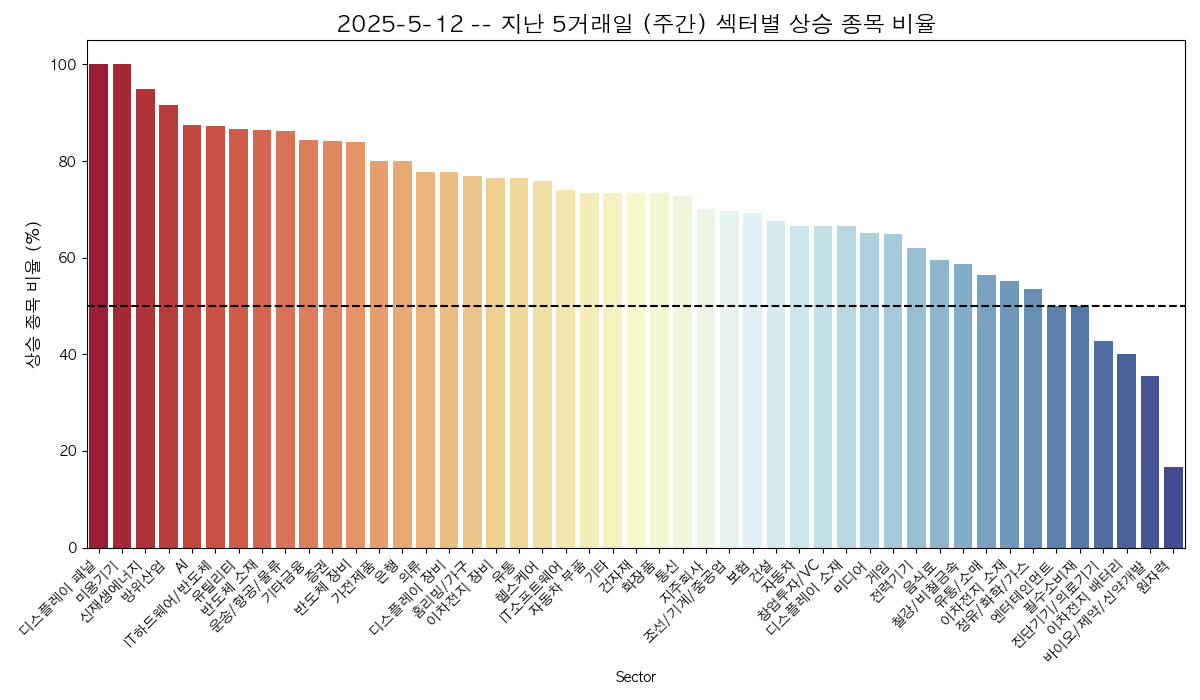 2025-5-12 -- 지난 5거래일 (주간) 섹터별 상승 종목 비율
상승 종목 비율 (%)
100
80
60
40
20
0
디스플레이 패널
미용기기
신재생에너지
방위산업
AI
IT하드웨어/반도체
유틸리티
반도체 소재
운송/항공/물류
기타금융
증권
반도체 장비
가전제품
은행
의류
디스플레이 장비
홈리빙/가구
이차전지 장비
유통
헬스케어
IT소프트웨어
자동차 부품
기타
건자재
화장품
통신
지주회사
조선/기계/중공업
보험
건설
자동차
창업투자/VC
디스플레이 소재
미디어
게임
전력기기
음식료
철강/비철금속
유통/소매
이차전지 소재
정유/화학/가스
엔터테인먼트
필수소비재
진단기기/의료기기
이차전지 배터리
바이오/제약/신약개발
원자력
Sector